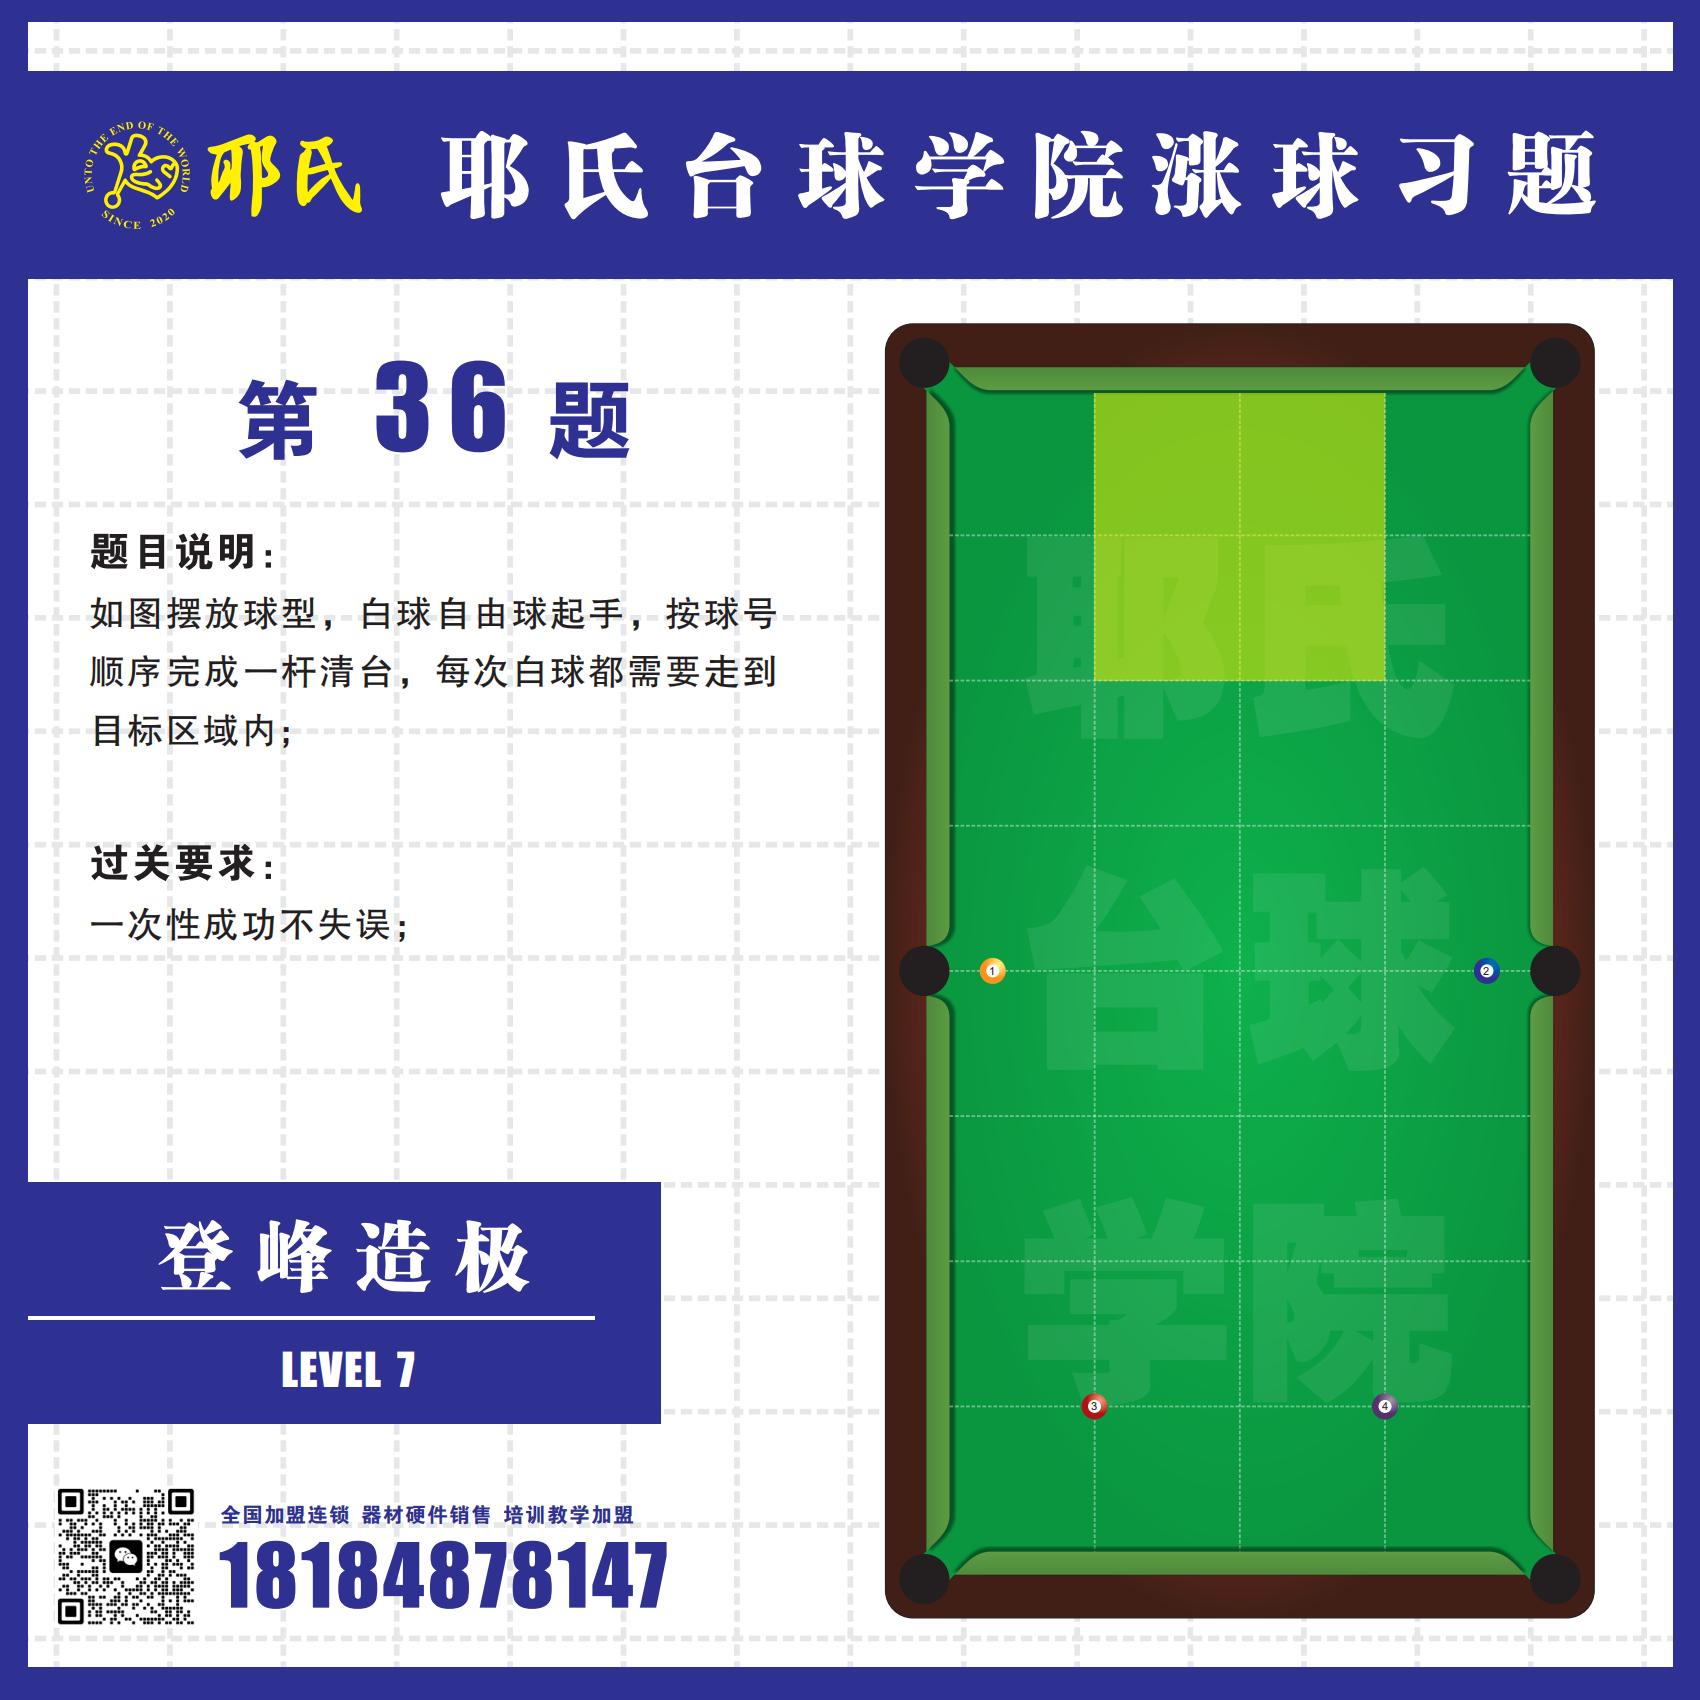 UNTO THE END OF THE WORLD
SINCE 2020
耶氏
耶氏台球学院涨球习题
第 36 题
题目说明:
如图摆放球型，白球自由球起手，按球号
顺序完成一杆清台，每次白球都需要走到
目标区域内;
过关要求:
一次性成功不失误;
耶氏
台球
学院
1
2
3
4
登峰造极
LEVEL 7
全国加盟连锁 器材硬件销售 培训教学加盟
18184878147